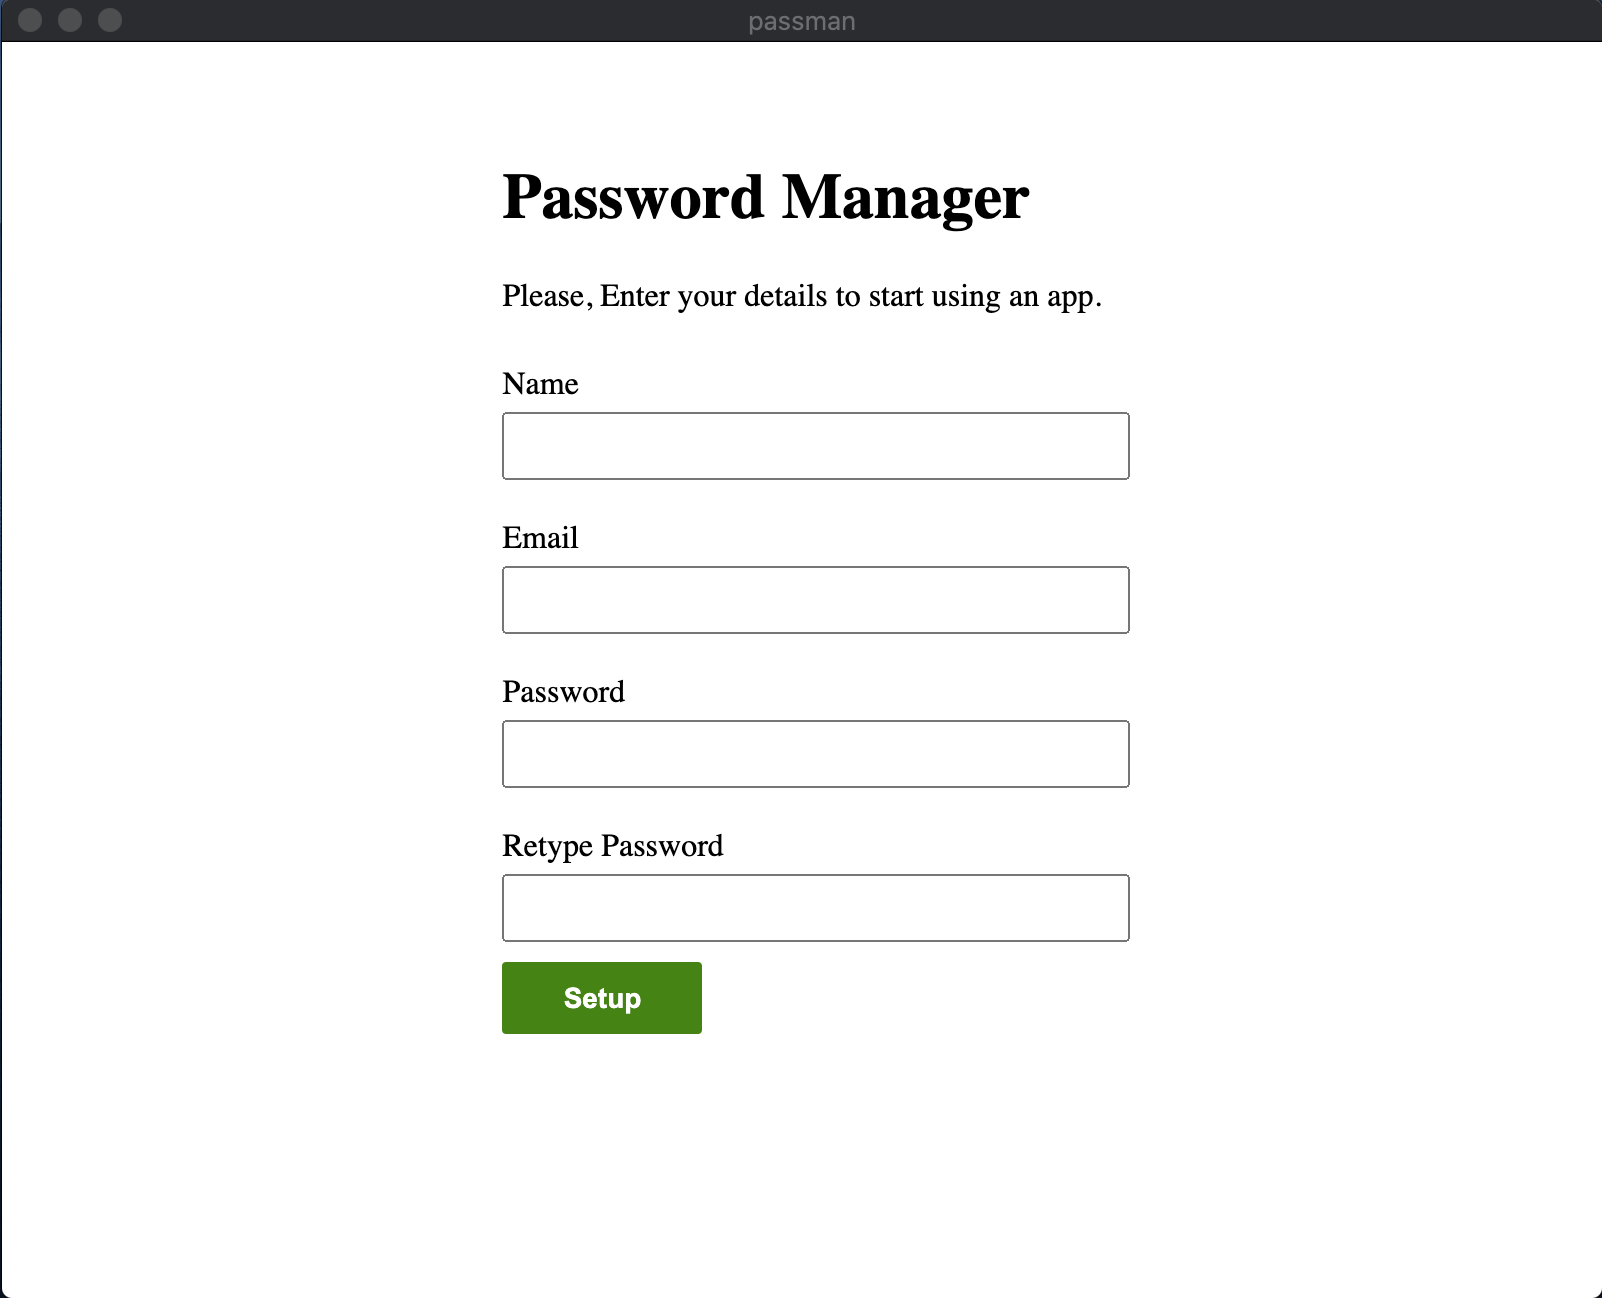 passman
Password Manager
Please, Enter your details to start using an app.
Name
Email
Password
Retype Password
Setup